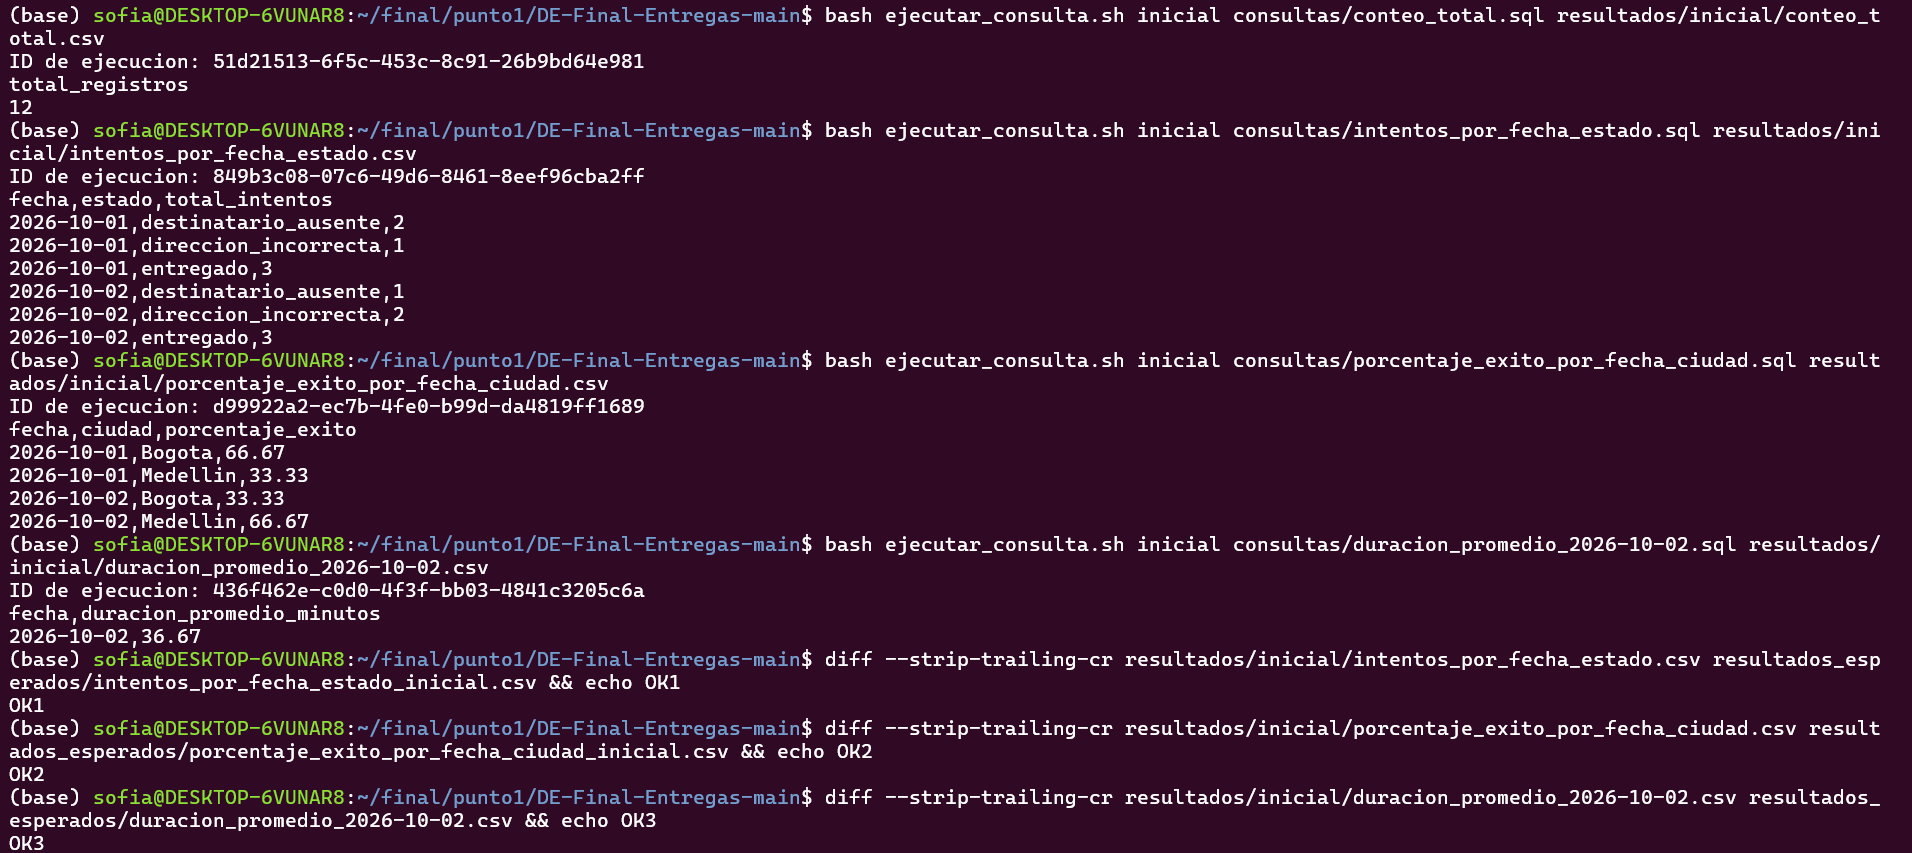 (base) sofia@DESKTOP-6VUNAR8:~/final/punto1/DE-Final-Entregas-main$ bash ejecutar_consulta.sh inicial consultas/conteo_total.sql resultados/inicial/conteo_t
otal.csv
ID de ejecucion: 51d21513-6f5c-453c-8c91-26b9bd64e981
total_registros
12
(base) sofia@DESKTOP-6VUNAR8:~/final/punto1/DE-Final-Entregas-main$ bash ejecutar_consulta.sh inicial consultas/intentos_por_fecha_estado.sql resultados/ini
cial/intentos_por_fecha_estado.csv
ID de ejecucion: 849b3c08-07c6-49d6-8461-8eef96cba2ff
fecha,estado,total_intentos
2026-10-01,destinatario_ausente,2
2026-10-01,direccion_incorrecta,1
2026-10-01,entregado,3
2026-10-02,destinatario_ausente,1
2026-10-02,direccion_incorrecta,2
2026-10-02,entregado,3
(base) sofia@DESKTOP-6VUNAR8:~/final/punto1/DE-Final-Entregas-main$ bash ejecutar_consulta.sh inicial consultas/porcentaje_exito_por_fecha_ciudad.sql result
ados/inicial/porcentaje_exito_por_fecha_ciudad.csv
ID de ejecucion: d99922a2-ec7b-4fe0-b99d-da4819ff1689
fecha,ciudad,porcentaje_exito
2026-10-01,Bogota,66.67
2026-10-01,Medellin,33.33
2026-10-02,Bogota,33.33
2026-10-02,Medellin,66.67
(base) sofia@DESKTOP-6VUNAR8:~/final/punto1/DE-Final-Entregas-main$ bash ejecutar_consulta.sh inicial consultas/duracion_promedio_2026-10-02.sql resultados/
inicial/duracion_promedio_2026-10-02.csv
ID de ejecucion: 436f462e-c0d0-4f3f-bb03-4841c3205c6a
fecha,duracion_promedio_minutos
2026-10-02,36.67
(base) sofia@DESKTOP-6VUNAR8:~/final/punto1/DE-Final-Entregas-main$ diff --strip-trailing-cr resultados/inicial/intentos_por_fecha_estado.csv resultados_esp
erados/intentos_por_fecha_estado_inicial.csv && echo OK1
OK1
(base) sofia@DESKTOP-6VUNAR8:~/final/punto1/DE-Final-Entregas-main$ diff --strip-trailing-cr resultados/inicial/porcentaje_exito_por_fecha_ciudad.csv result
ados_esperados/porcentaje_exito_por_fecha_ciudad_inicial.csv && echo OK2
OK2
(base) sofia@DESKTOP-6VUNAR8:~/final/punto1/DE-Final-Entregas-main$ diff --strip-trailing-cr resultados/inicial/duracion_promedio_2026-10-02.csv resultados_
esperados/duracion_promedio_2026-10-02.csv && echo OK3
OK3